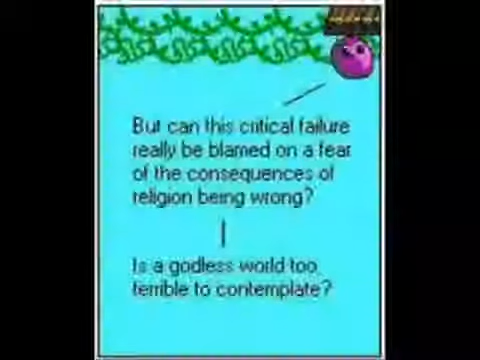 But can this critical failure
really be blamed on a fear
of the consequences of
religion being wrong?
Is a godless world too
terrible to contemplate?